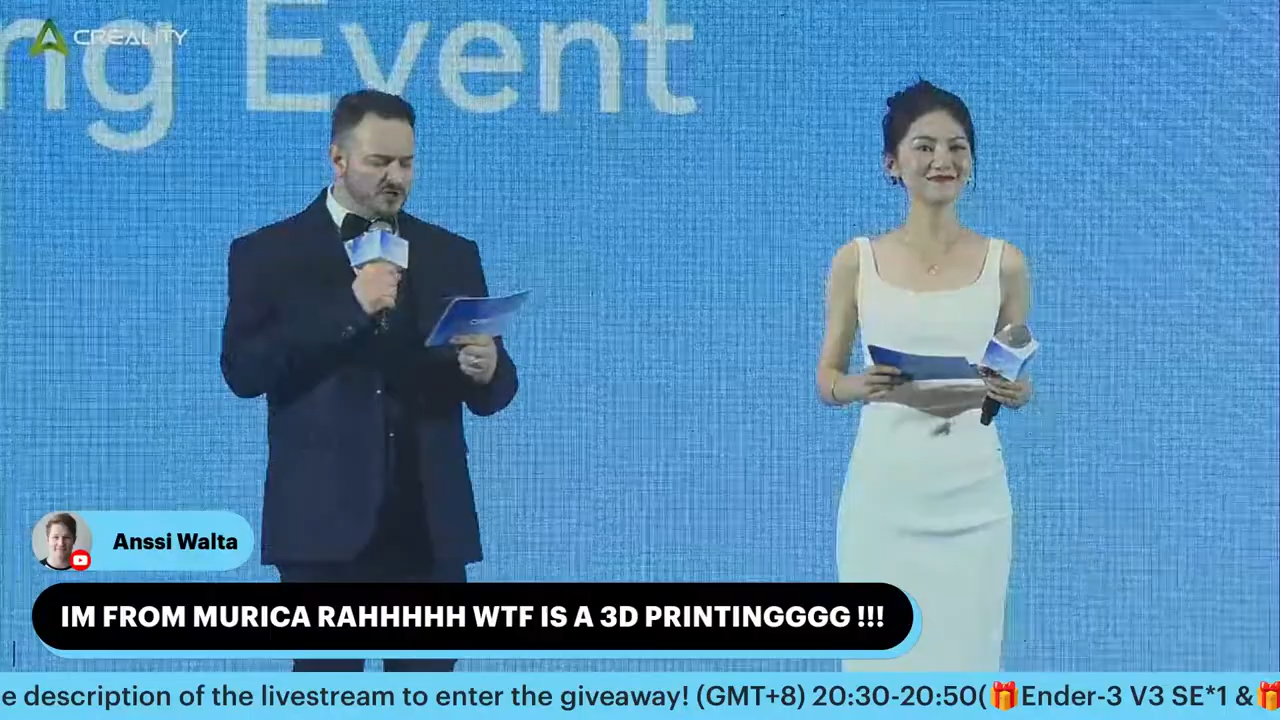 CREALITY
ng Event
Anssi Walta
IM FROM MURICA RAHHHHH WTF IS A 3D PRINTINGGGG !!!
e description of the livestream to enter the giveaway! (GMT+8) 20:30-20:50(🎁Ender-3 V3 SE*1 &🎁